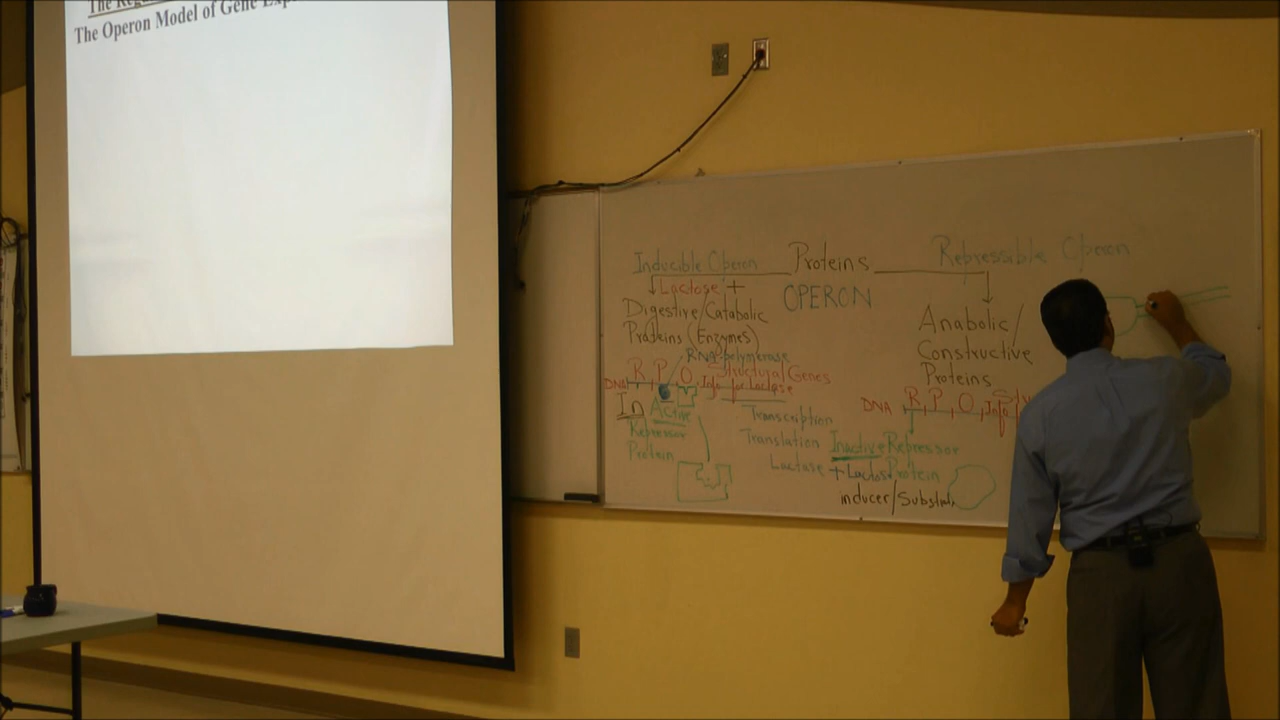 The
The Operon Model of Gene
Inducible Operon
Proteins
Repressible Operon
Lactose +
OPERON
Digestive/Catabolic
Proteins (Enzymes)
RNA polymerase
R P O Structural Genes
DNA Info for Lactase
In Active
Repressor
Protein
Transcription
Translation
Lactase
Anabolic/
Constructive
Proteins
DNA R P O Info
Inactive Repressor
+ Lactose Protein
inducer/